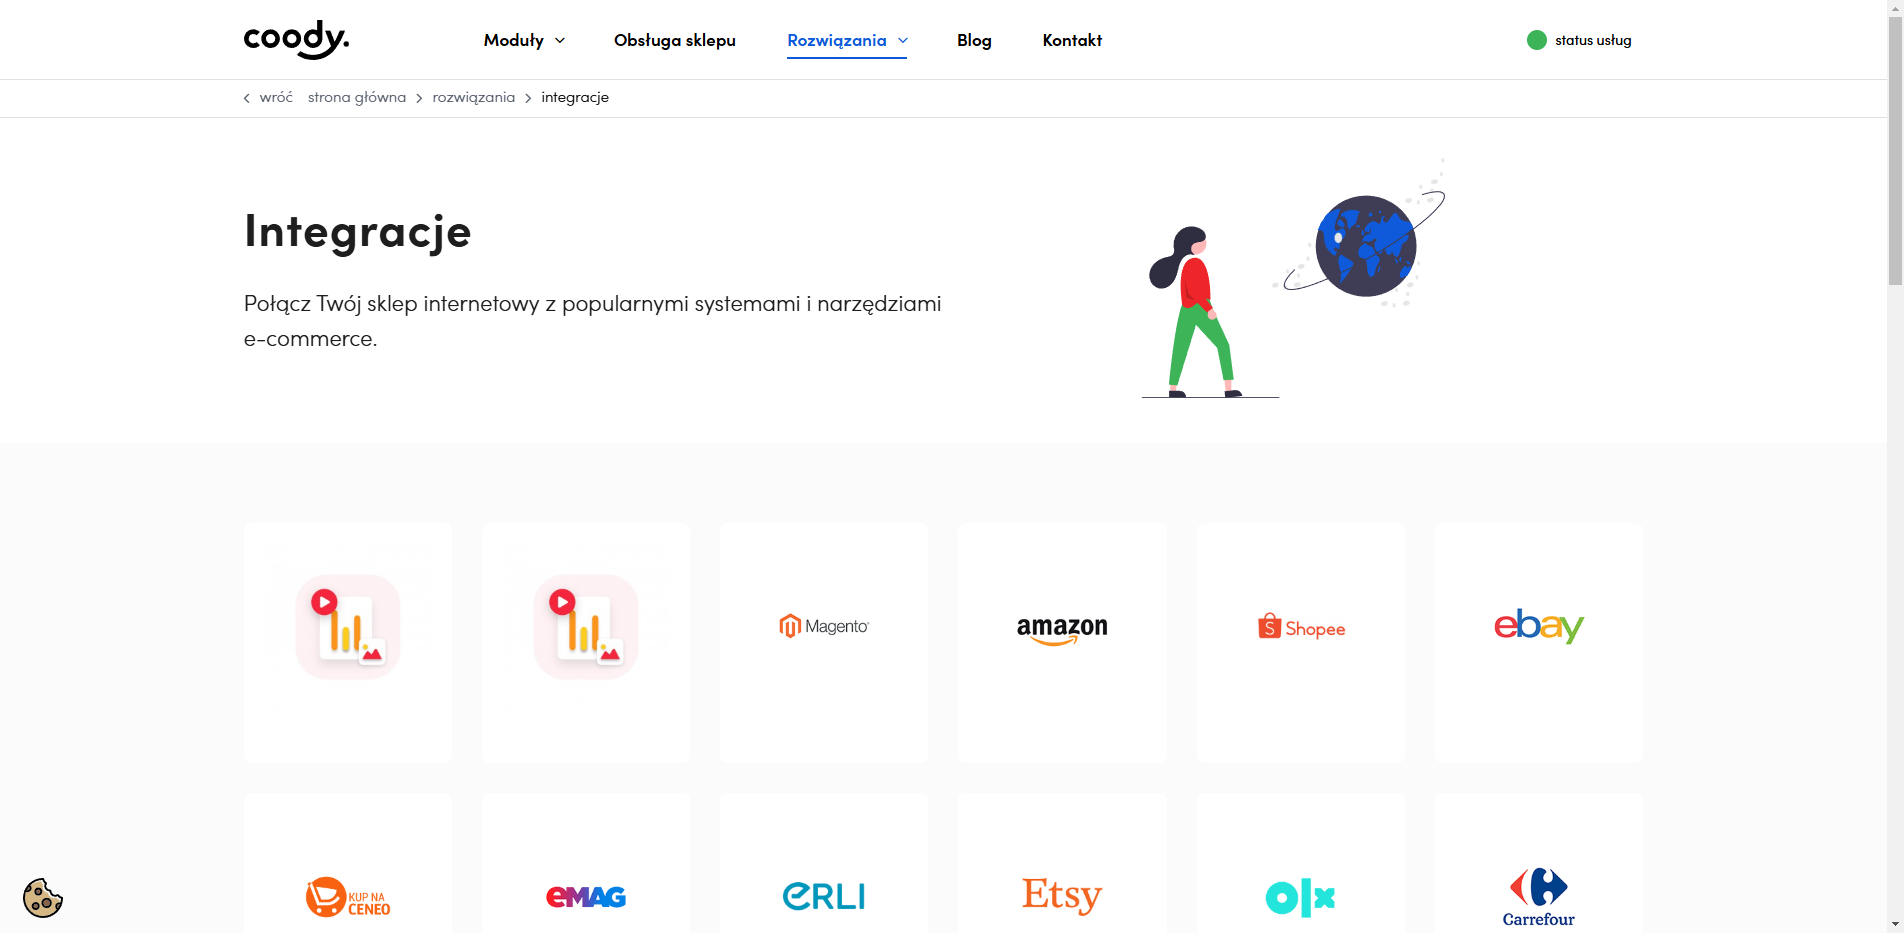 coody.
Moduły
Obsługa sklepu
Rozwiązania
Blog
Kontakt
status usług
wróć
strona główna
rozwiązania
integracje
Integracje
Połącz Twój sklep internetowy z popularnymi systemami i narzędziami
e-commerce.
Magento
amazon
Shopee
ebay
KUP NA
CENEO
eMAG
eRLI
Etsy
olx
Carrefour